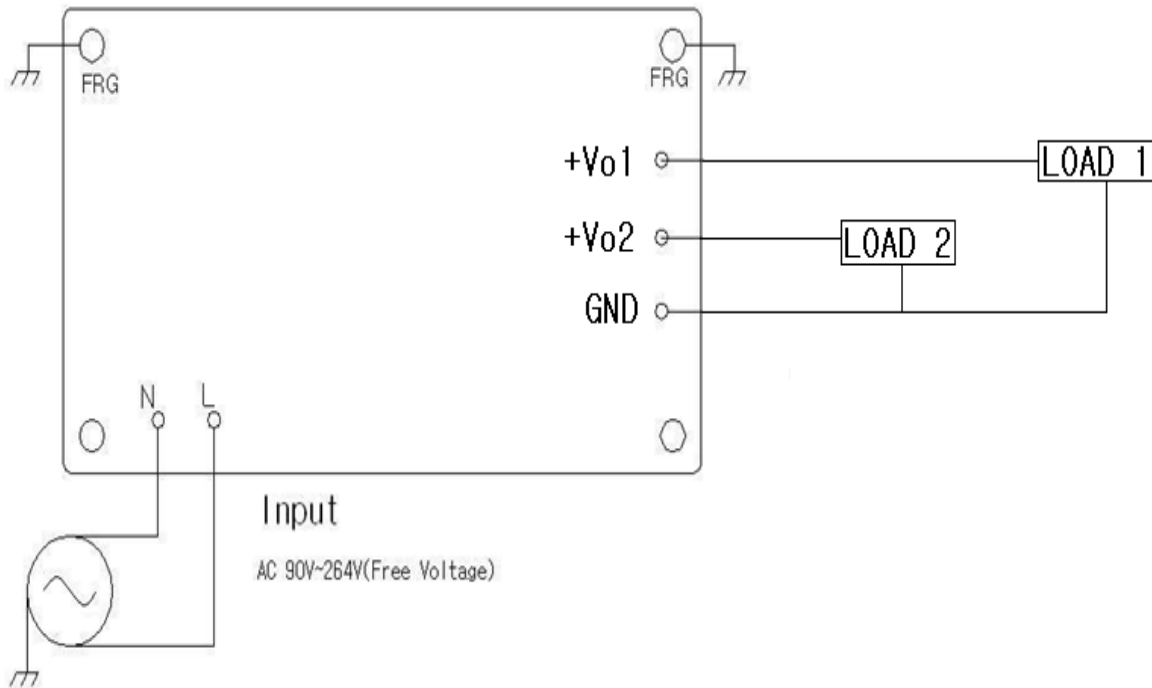 FRG
FRG
+Vo1
LOAD 1
+Vo2
LOAD 2
GND
N L
Input
AC 90V~264V(Free Voltage)